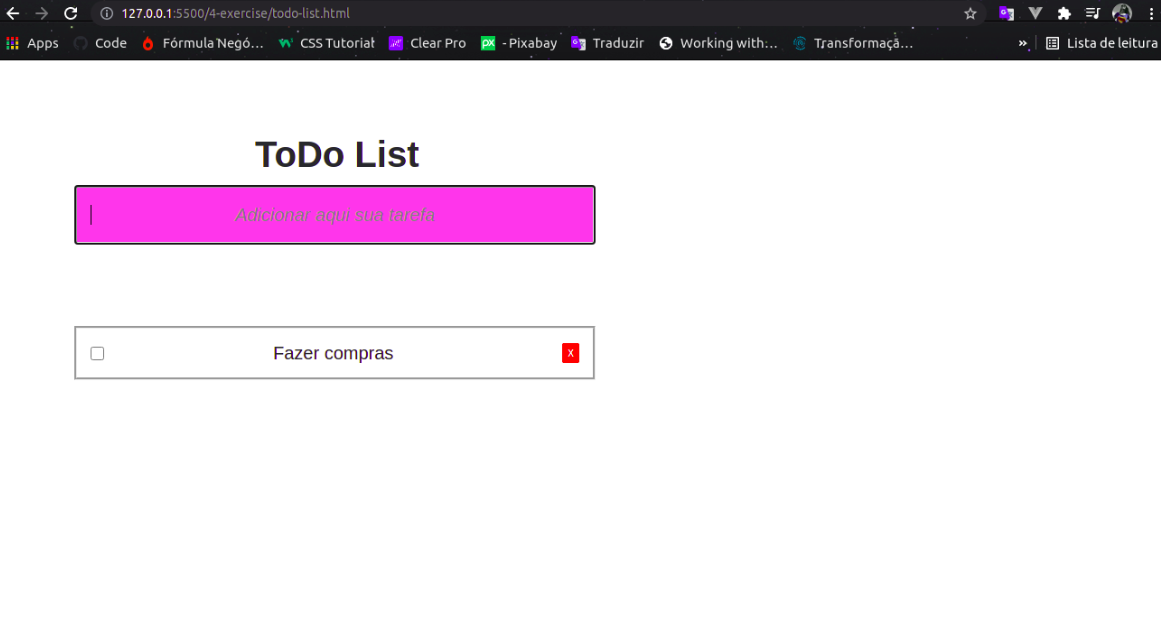 127.0.0.1:5500/4-exercise/todo-list.html
Apps Code Fórmula Negó... CSS Tutorial Clear Pro px - Pixabay Traduzir Working with:... Transformaçã... » Lista de leitura
ToDo List
Adicionar aqui sua tarefa
Fazer compras X